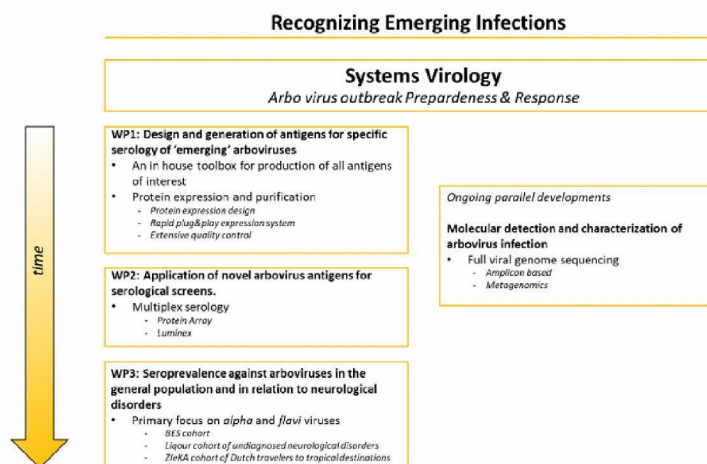 Recognizing Emerging Infections
Systems Virology
Arbo virus outbreak Prepardeness & Response
time
WP1: Design and generation of antigens for specific
serology of ‘emerging’ arboviruses
• An in house toolbox for production of all antigens
of interest
• Protein expression and purification
- Protein expression design
- Rapid plug&play expression system
- Extensive quality control
WP2: Application of novel arbovirus antigens for
serological screens.
• Multiplex serology
- Protein Array
- Luminex
WP3: Seroprevalence against arboviruses in the
general population and in relation to neurological
disorders
• Primary focus on alpha and flavi viruses
- BES cohort
- Liqour cohort of undiagnosed neurological disorders
- ZIeKA cohort of Dutch travelers to tropical destinations
Ongoing parallel developments
Molecular detection and characterization of
arbovirus infection
• Full viral genome sequencing
- Amplicon based
- Metagenomics